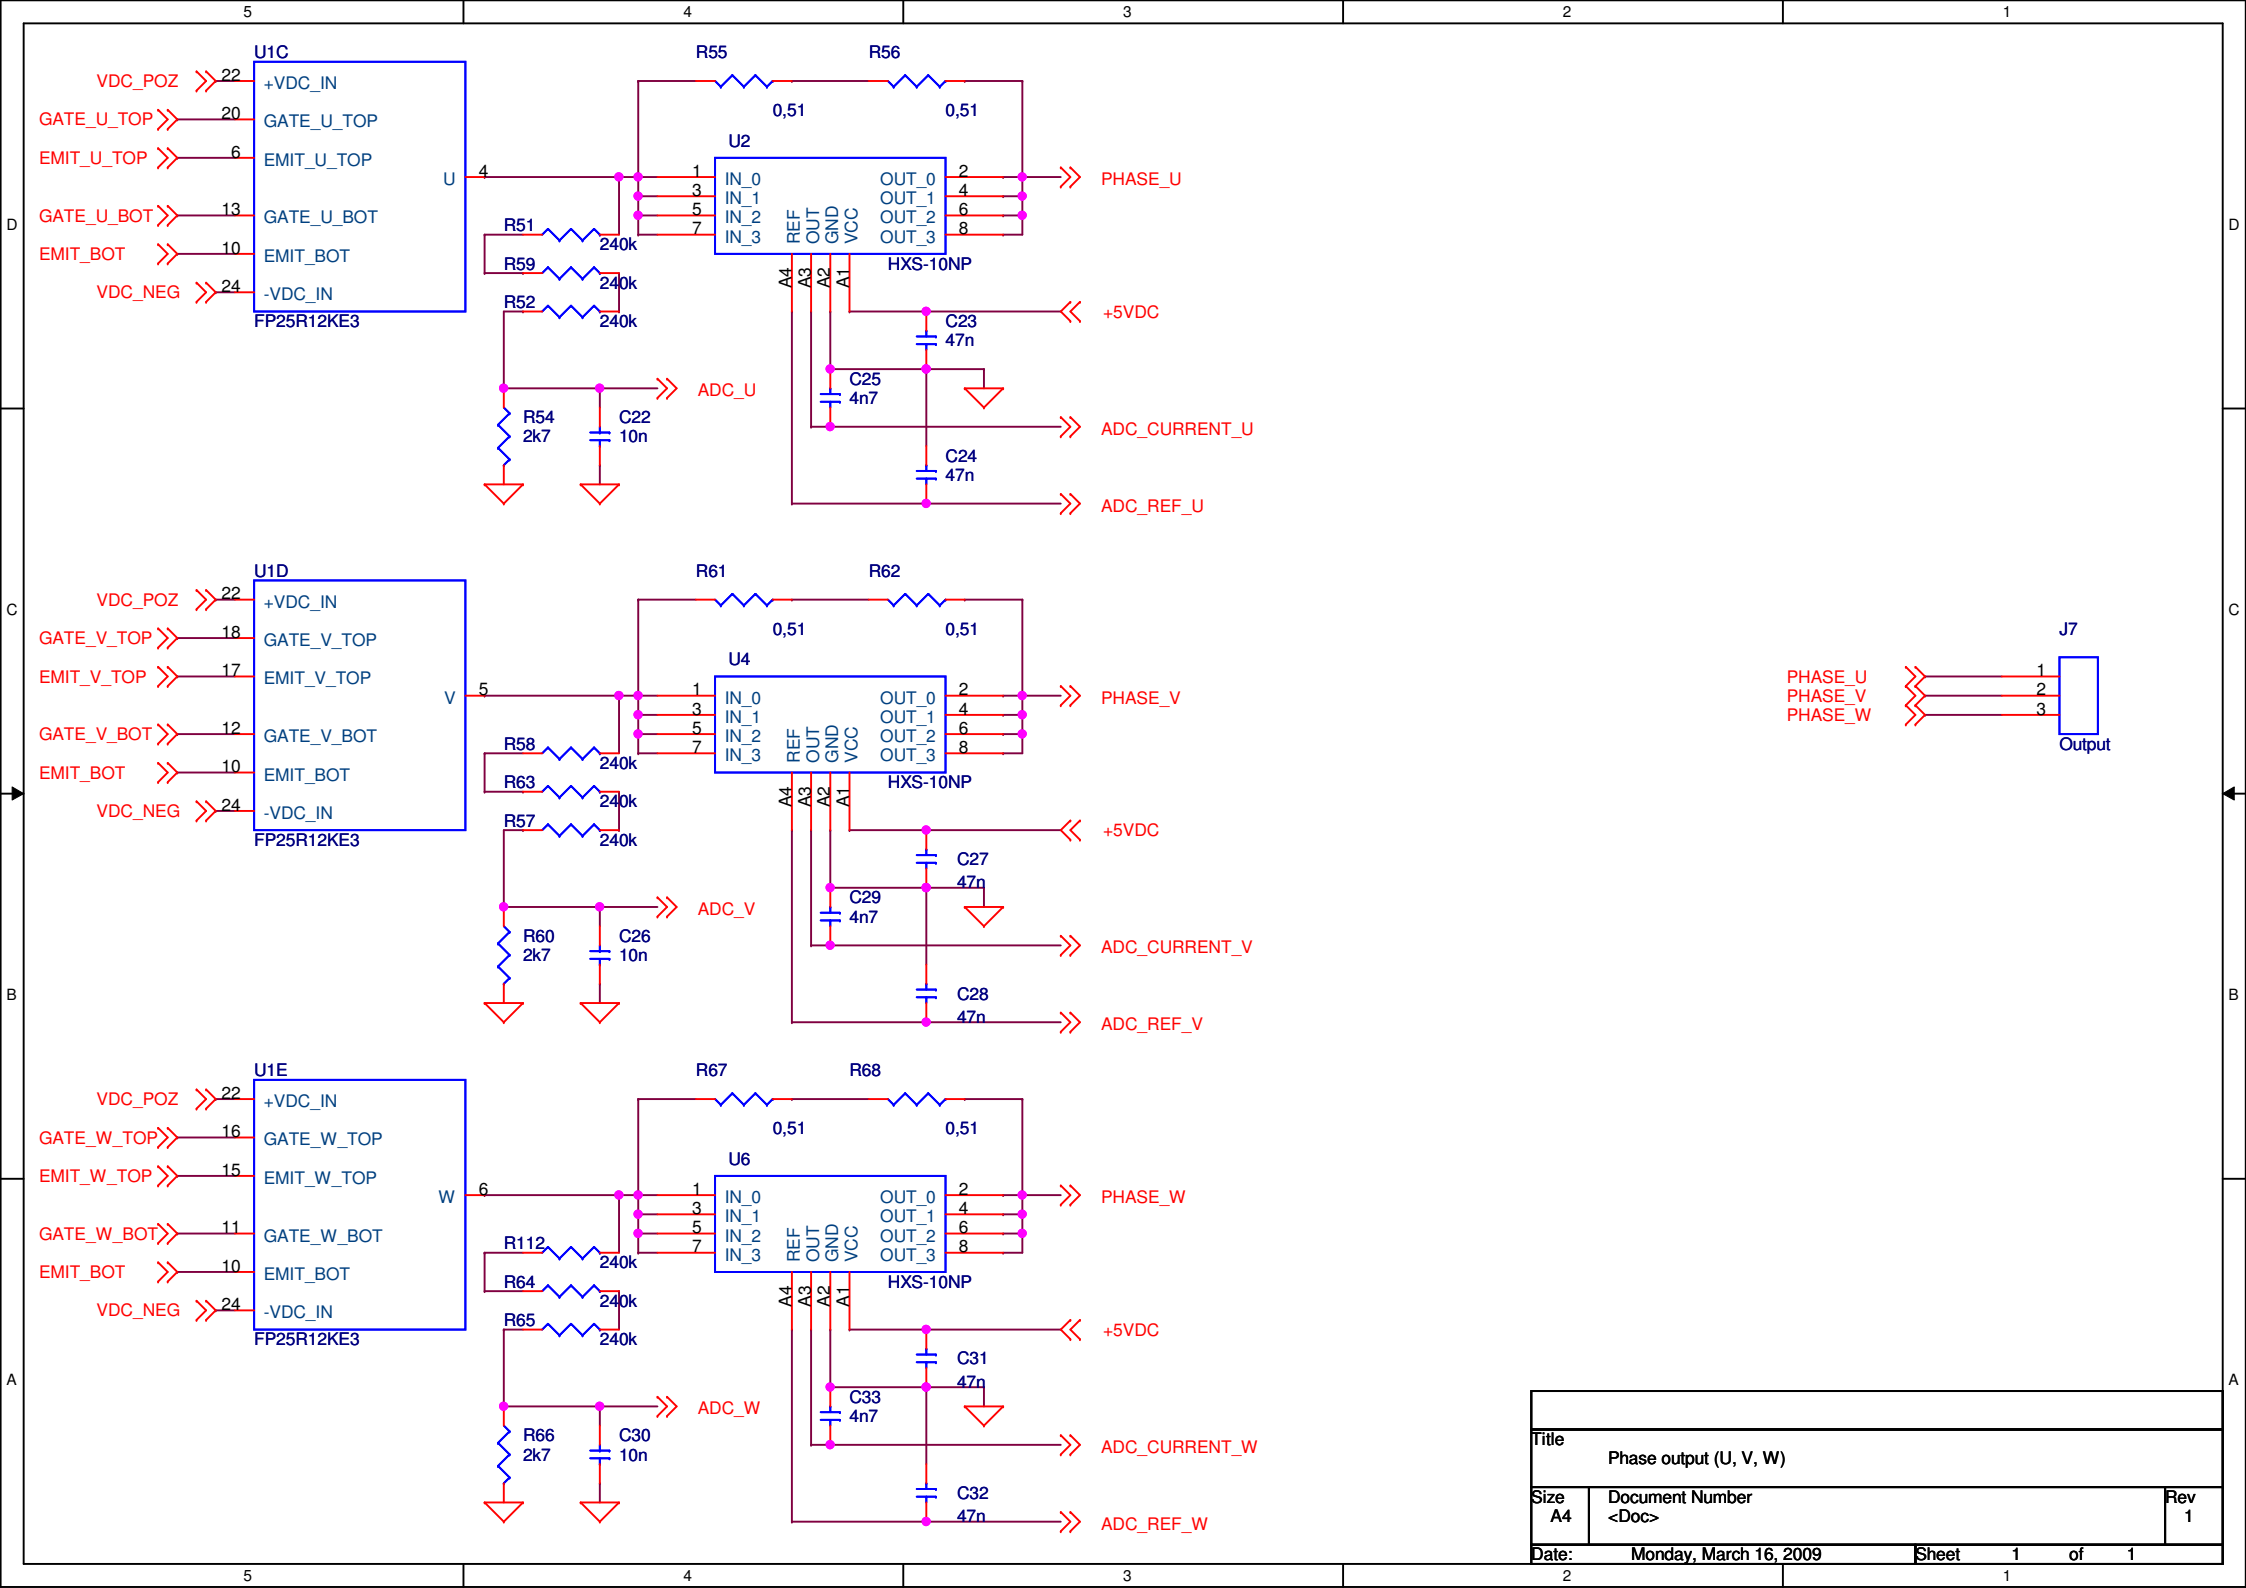 5 4 3 2 1
D D
C C
B B
A A
U1C
VDC_POZ 22 +VDC_IN
GATE_U_TOP 20 GATE_U_TOP
EMIT_U_TOP 6 EMIT_U_TOP
U 4
GATE_U_BOT 13 GATE_U_BOT
EMIT_BOT 10 EMIT_BOT
VDC_NEG 24 -VDC_IN
FP25R12KE3
R55 R56
0,51 0,51
U2
1 IN_0 OUT_0 2 PHASE_U
3 IN_1 OUT_1 4
5 IN_2 OUT_2 6
7 IN_3 OUT_3 8
REF OUT GND VCC
HXS-10NP
A4 A3 A2 A1
R51
240k
R59
240k
R52
240k
+5VDC
C23
47n
C25
4n7
ADC_U
R54
2k7
C22
10n
ADC_CURRENT_U
C24
47n
ADC_REF_U
U1D
VDC_POZ 22 +VDC_IN
GATE_V_TOP 18 GATE_V_TOP
EMIT_V_TOP 17 EMIT_V_TOP
V 5
GATE_V_BOT 12 GATE_V_BOT
EMIT_BOT 10 EMIT_BOT
VDC_NEG 24 -VDC_IN
FP25R12KE3
R61 R62
0,51 0,51
U4
1 IN_0 OUT_0 2 PHASE_V
3 IN_1 OUT_1 4
5 IN_2 OUT_2 6
7 IN_3 OUT_3 8
REF OUT GND VCC
HXS-10NP
A4 A3 A2 A1
R58
240k
R63
240k
R57
240k
+5VDC
C27
47n
C29
4n7
ADC_V
R60
2k7
C26
10n
ADC_CURRENT_V
C28
47n
ADC_REF_V
J7
PHASE_U 1
PHASE_V 2
PHASE_W 3
Output
U1E
VDC_POZ 22 +VDC_IN
GATE_W_TOP 16 GATE_W_TOP
EMIT_W_TOP 15 EMIT_W_TOP
W 6
GATE_W_BOT 11 GATE_W_BOT
EMIT_BOT 10 EMIT_BOT
VDC_NEG 24 -VDC_IN
FP25R12KE3
R67 R68
0,51 0,51
U6
1 IN_0 OUT_0 2 PHASE_W
3 IN_1 OUT_1 4
5 IN_2 OUT_2 6
7 IN_3 OUT_3 8
REF OUT GND VCC
HXS-10NP
A4 A3 A2 A1
R112
240k
R64
240k
R65
240k
+5VDC
C31
47n
C33
4n7
ADC_W
R66
2k7
C30
10n
ADC_CURRENT_W
C32
47n
ADC_REF_W
Title
Phase output (U, V, W)
Size Document Number Rev
A4 <Doc> 1
Date: Monday, March 16, 2009 Sheet 1 of 1
5 4 3 2 1